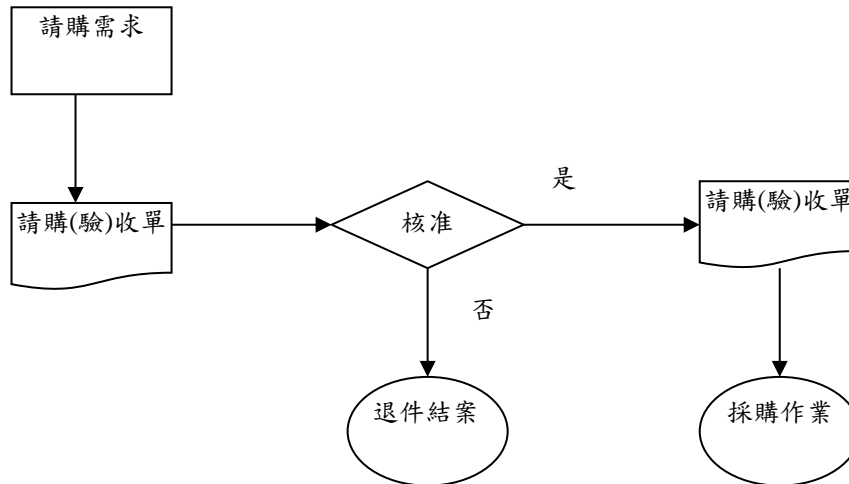 請購需求
請購(驗)收單
核准
是
請購(驗)收單
否
退件結案
採購作業